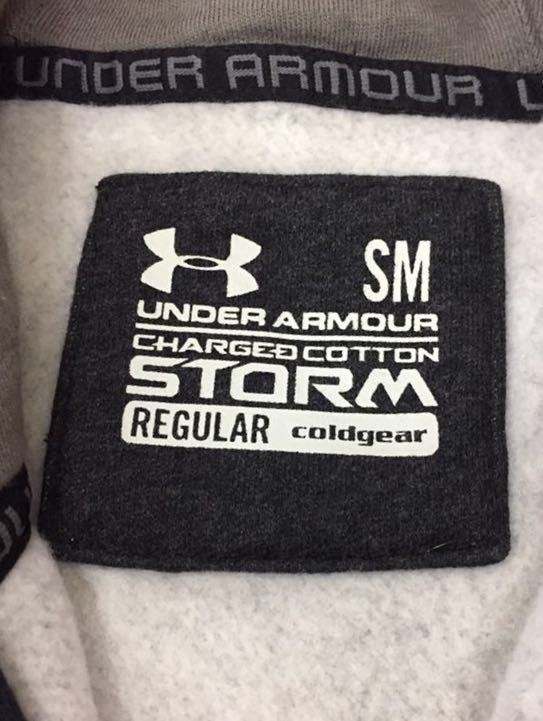 UNDER ARMOUR
SM
UNDER ARMOUR
CHARGED COTTON
STORM
REGULAR coldgear